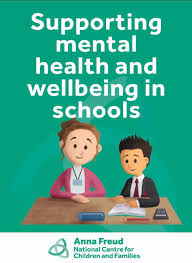 Supporting
mental
health and
wellbeing in
schools
Anna Freud
National Centre for
Children and Families